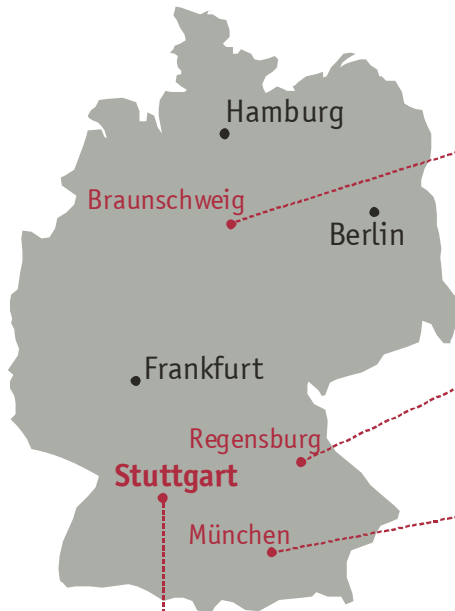 Hamburg
Braunschweig
Berlin
Frankfurt
Regensburg
Stuttgart
München